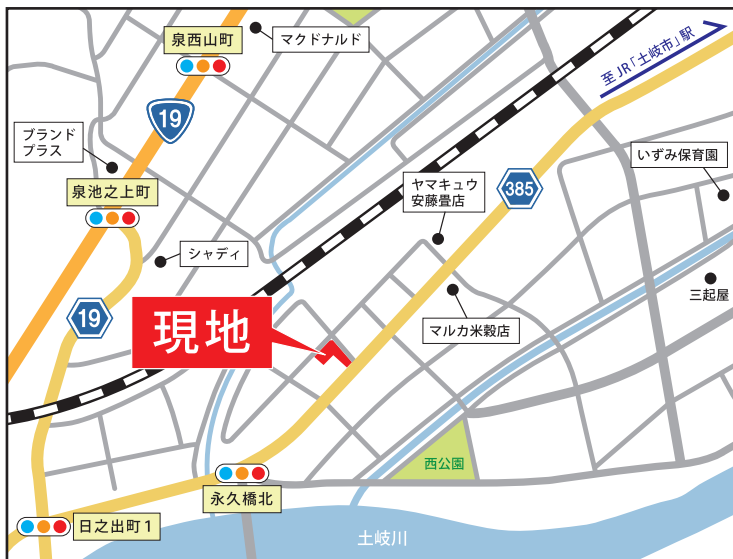 泉西山町
マクドナルド
至JR「土岐市」駅
19
ブランド
プラス
いずみ保育園
ヤマキュウ
安藤畳店
385
泉池之上町
シャディ
三起屋
19
現地
マルカ米穀店
西公園
永久橋北
日之出町1
土岐川